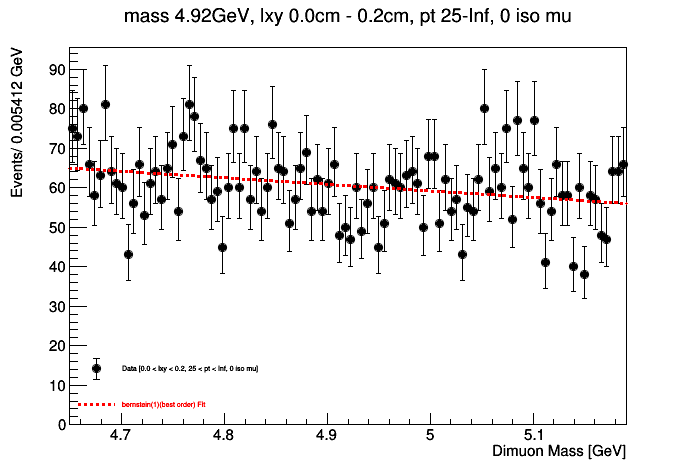 mass 4.92GeV, lxy 0.0cm - 0.2cm, pt 25-Inf, 0 iso mu
Events/ 0.005412 GeV
90
80
70
60
50
40
30
20
10
0
Data [0.0 < lxy < 0.2, 25 < pt < Inf, 0 iso mu]
bernstein(1)(best order) Fit
4.7 4.8 4.9 5 5.1
Dimuon Mass [GeV]